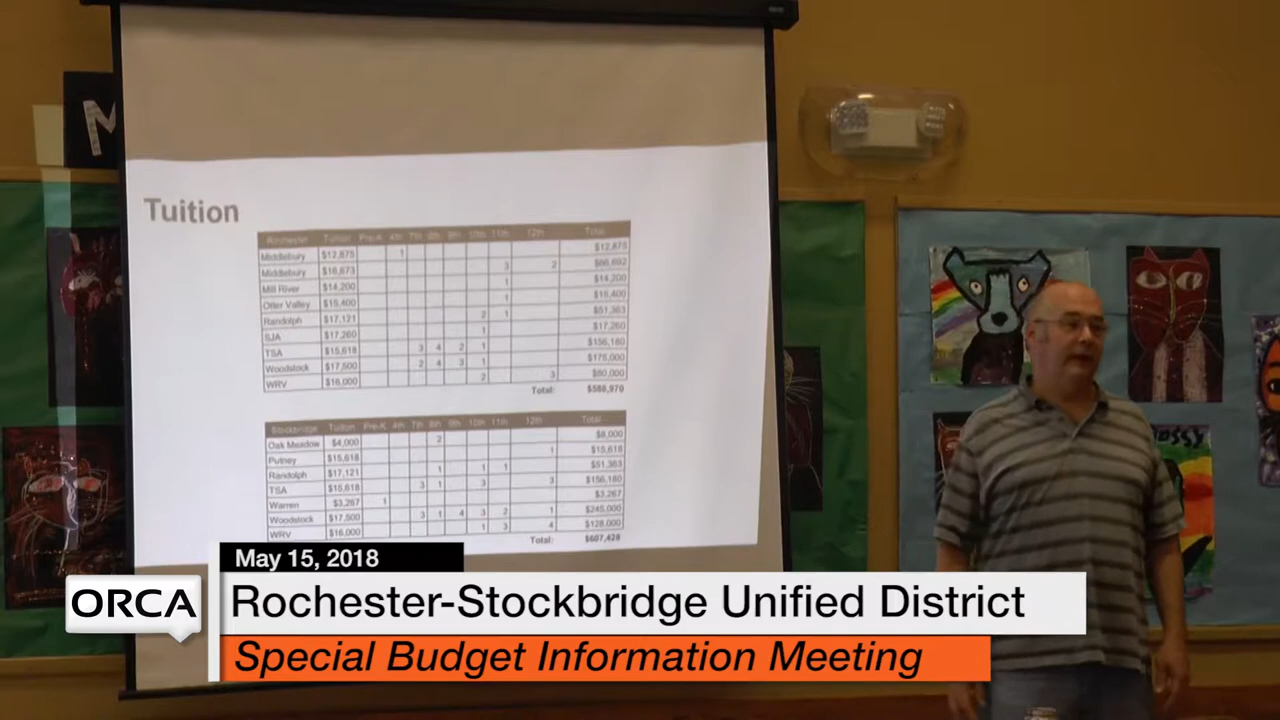 M
Tuition
Rochester Tuition Pre-K 4th 7th 8th 9th 10th 11th 12th Total
Middlebury $12,875 1 $12,875
Middlebury $16,673 3 2
Mill River $14,200 1 $14,200
Otter Valley $15,400 1 $15,400
Randolph $17,121 2 1 $51,363
SJA $17,260 1 $17,260
TSA $15,618 3 4 2 1 $156,180
Woodstock $17,500 2 4 3 1 $175,000
WRV $16,000 2 3 $80,000
Total:
Stockbridge Tuition Pre-K 4th 7th 8th 9th 10th 11th 12th Total
Oak Meadow $4,000 2 $8,000
Putney $15,618 1 $15,618
Randolph $17,121 1 1 1 $51,363
TSA $15,618 3 1 3 3 $156,180
Warren $3,267 1 $3,267
Woodstock $17,500 3 1 4 3 2 1 $245,000
WRV $16,000 1 3 4 $128,000
Total: $607,428
May 15, 2018
ORCA
Rochester-Stockbridge Unified District
Special Budget Information Meeting